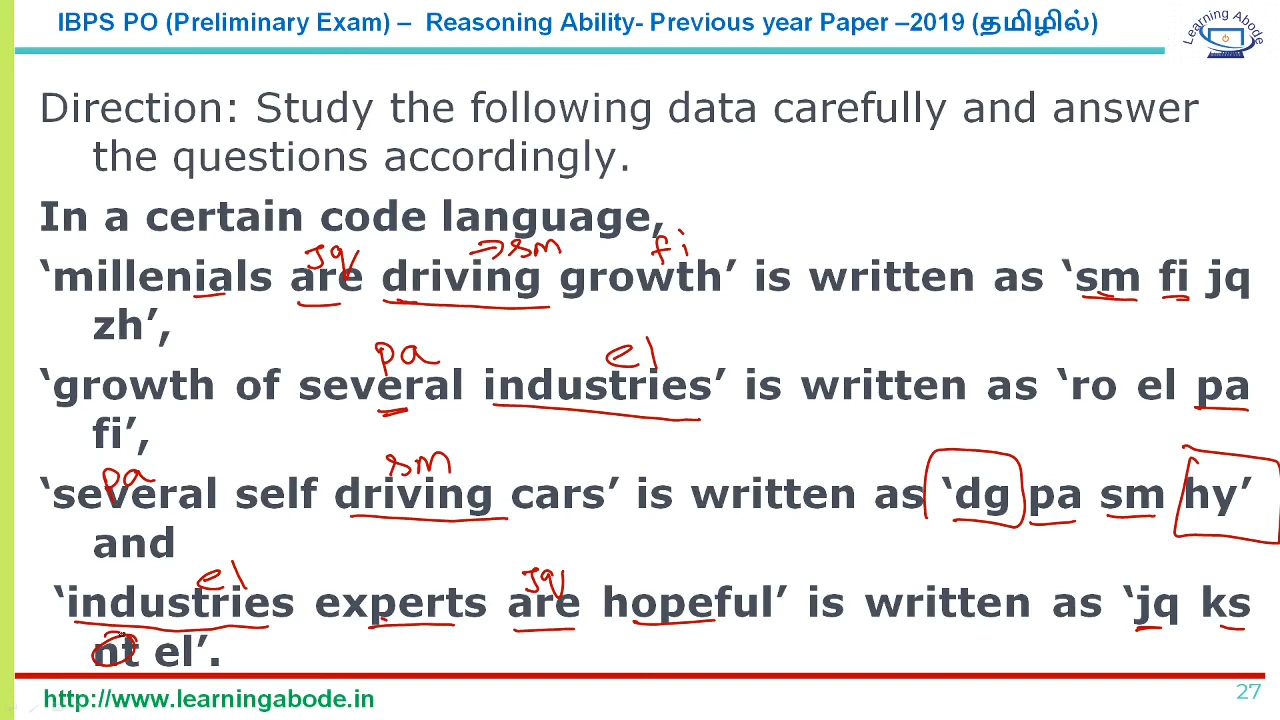 IBPS PO (Preliminary Exam) – Reasoning Ability- Previous year Paper –2019 (தமிழில்)
Learning Abode
Direction: Study the following data carefully and answer
the questions accordingly.
In a certain code language,
jq sm fi
‘millenials are driving growth’ is written as ‘sm fi jq
zh’,
pa el
‘growth of several industries’ is written as ‘ro el pa
fi’,
pa sm
‘several self driving cars’ is written as ‘dg pa sm hy’
and
el jq
‘industries experts are hopeful’ is written as ‘jq ks
nt el’.
http://www.learningabode.in
27